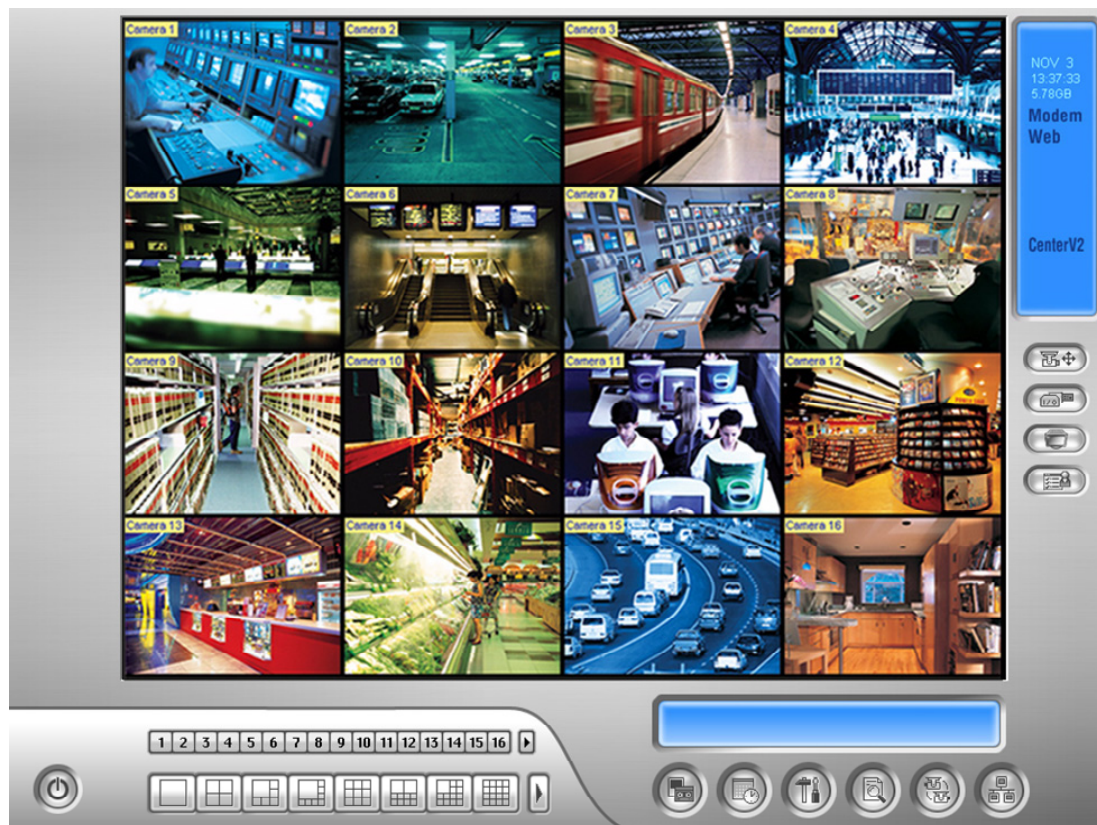 Camera 1
Camera 2
Camera 3
Camera 4
Camera 5
Camera 6
Camera 7
Camera 8
Camera 9
Camera 10
Camera 11
Camera 12
Camera 13
Camera 14
Camera 15
Camera 16
NOV 3
13:37:33
5.78GB
Modem
Web
CenterV2
I/O
1 2 3 4 5 6 7 8 9 10 11 12 13 14 15 16